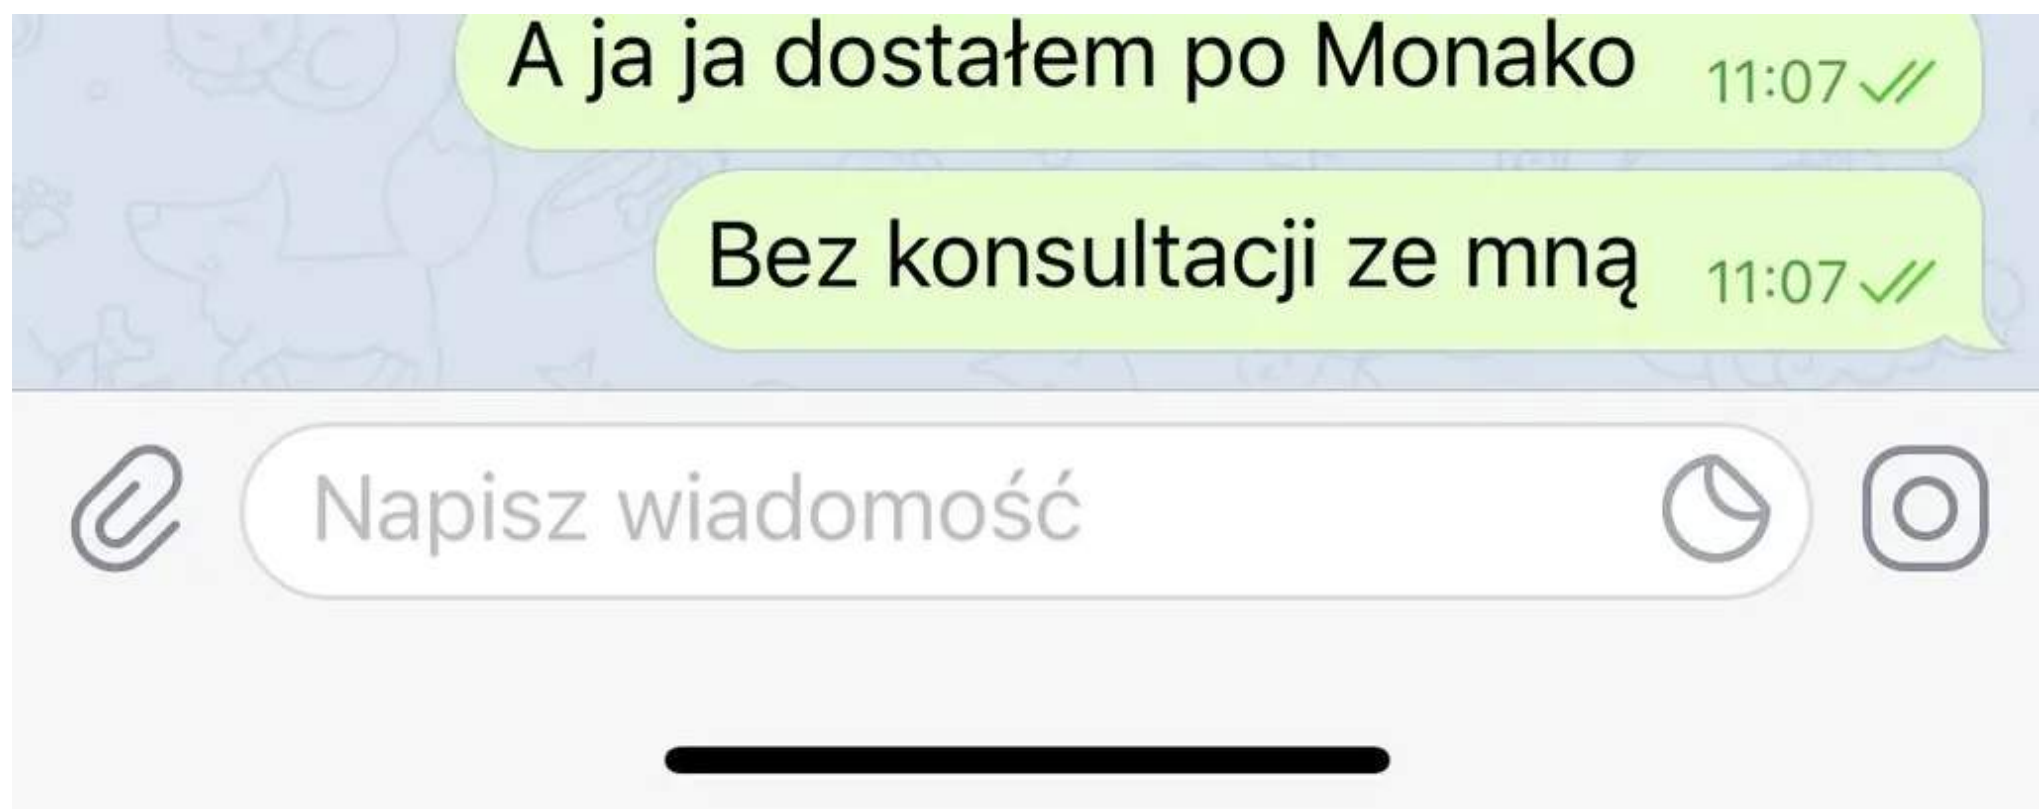 A ja ja dostałem po Monako 11:07
Bez konsultacji ze mną 11:07
Napisz wiadomość